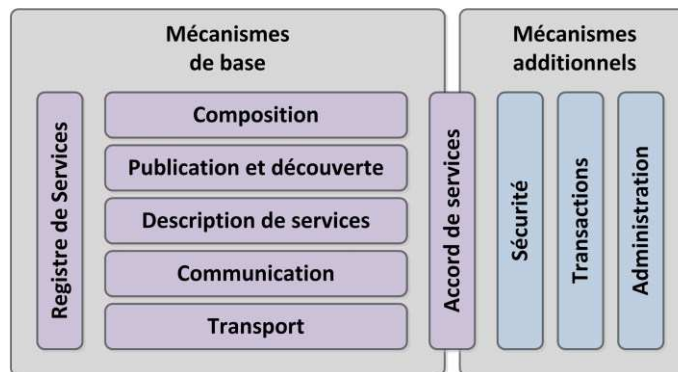 Mécanismes
de base
Mécanismes
additionnels
Registre de Services
Composition
Publication et découverte
Description de services
Communication
Transport
Accord de services
Sécurité
Transactions
Administration